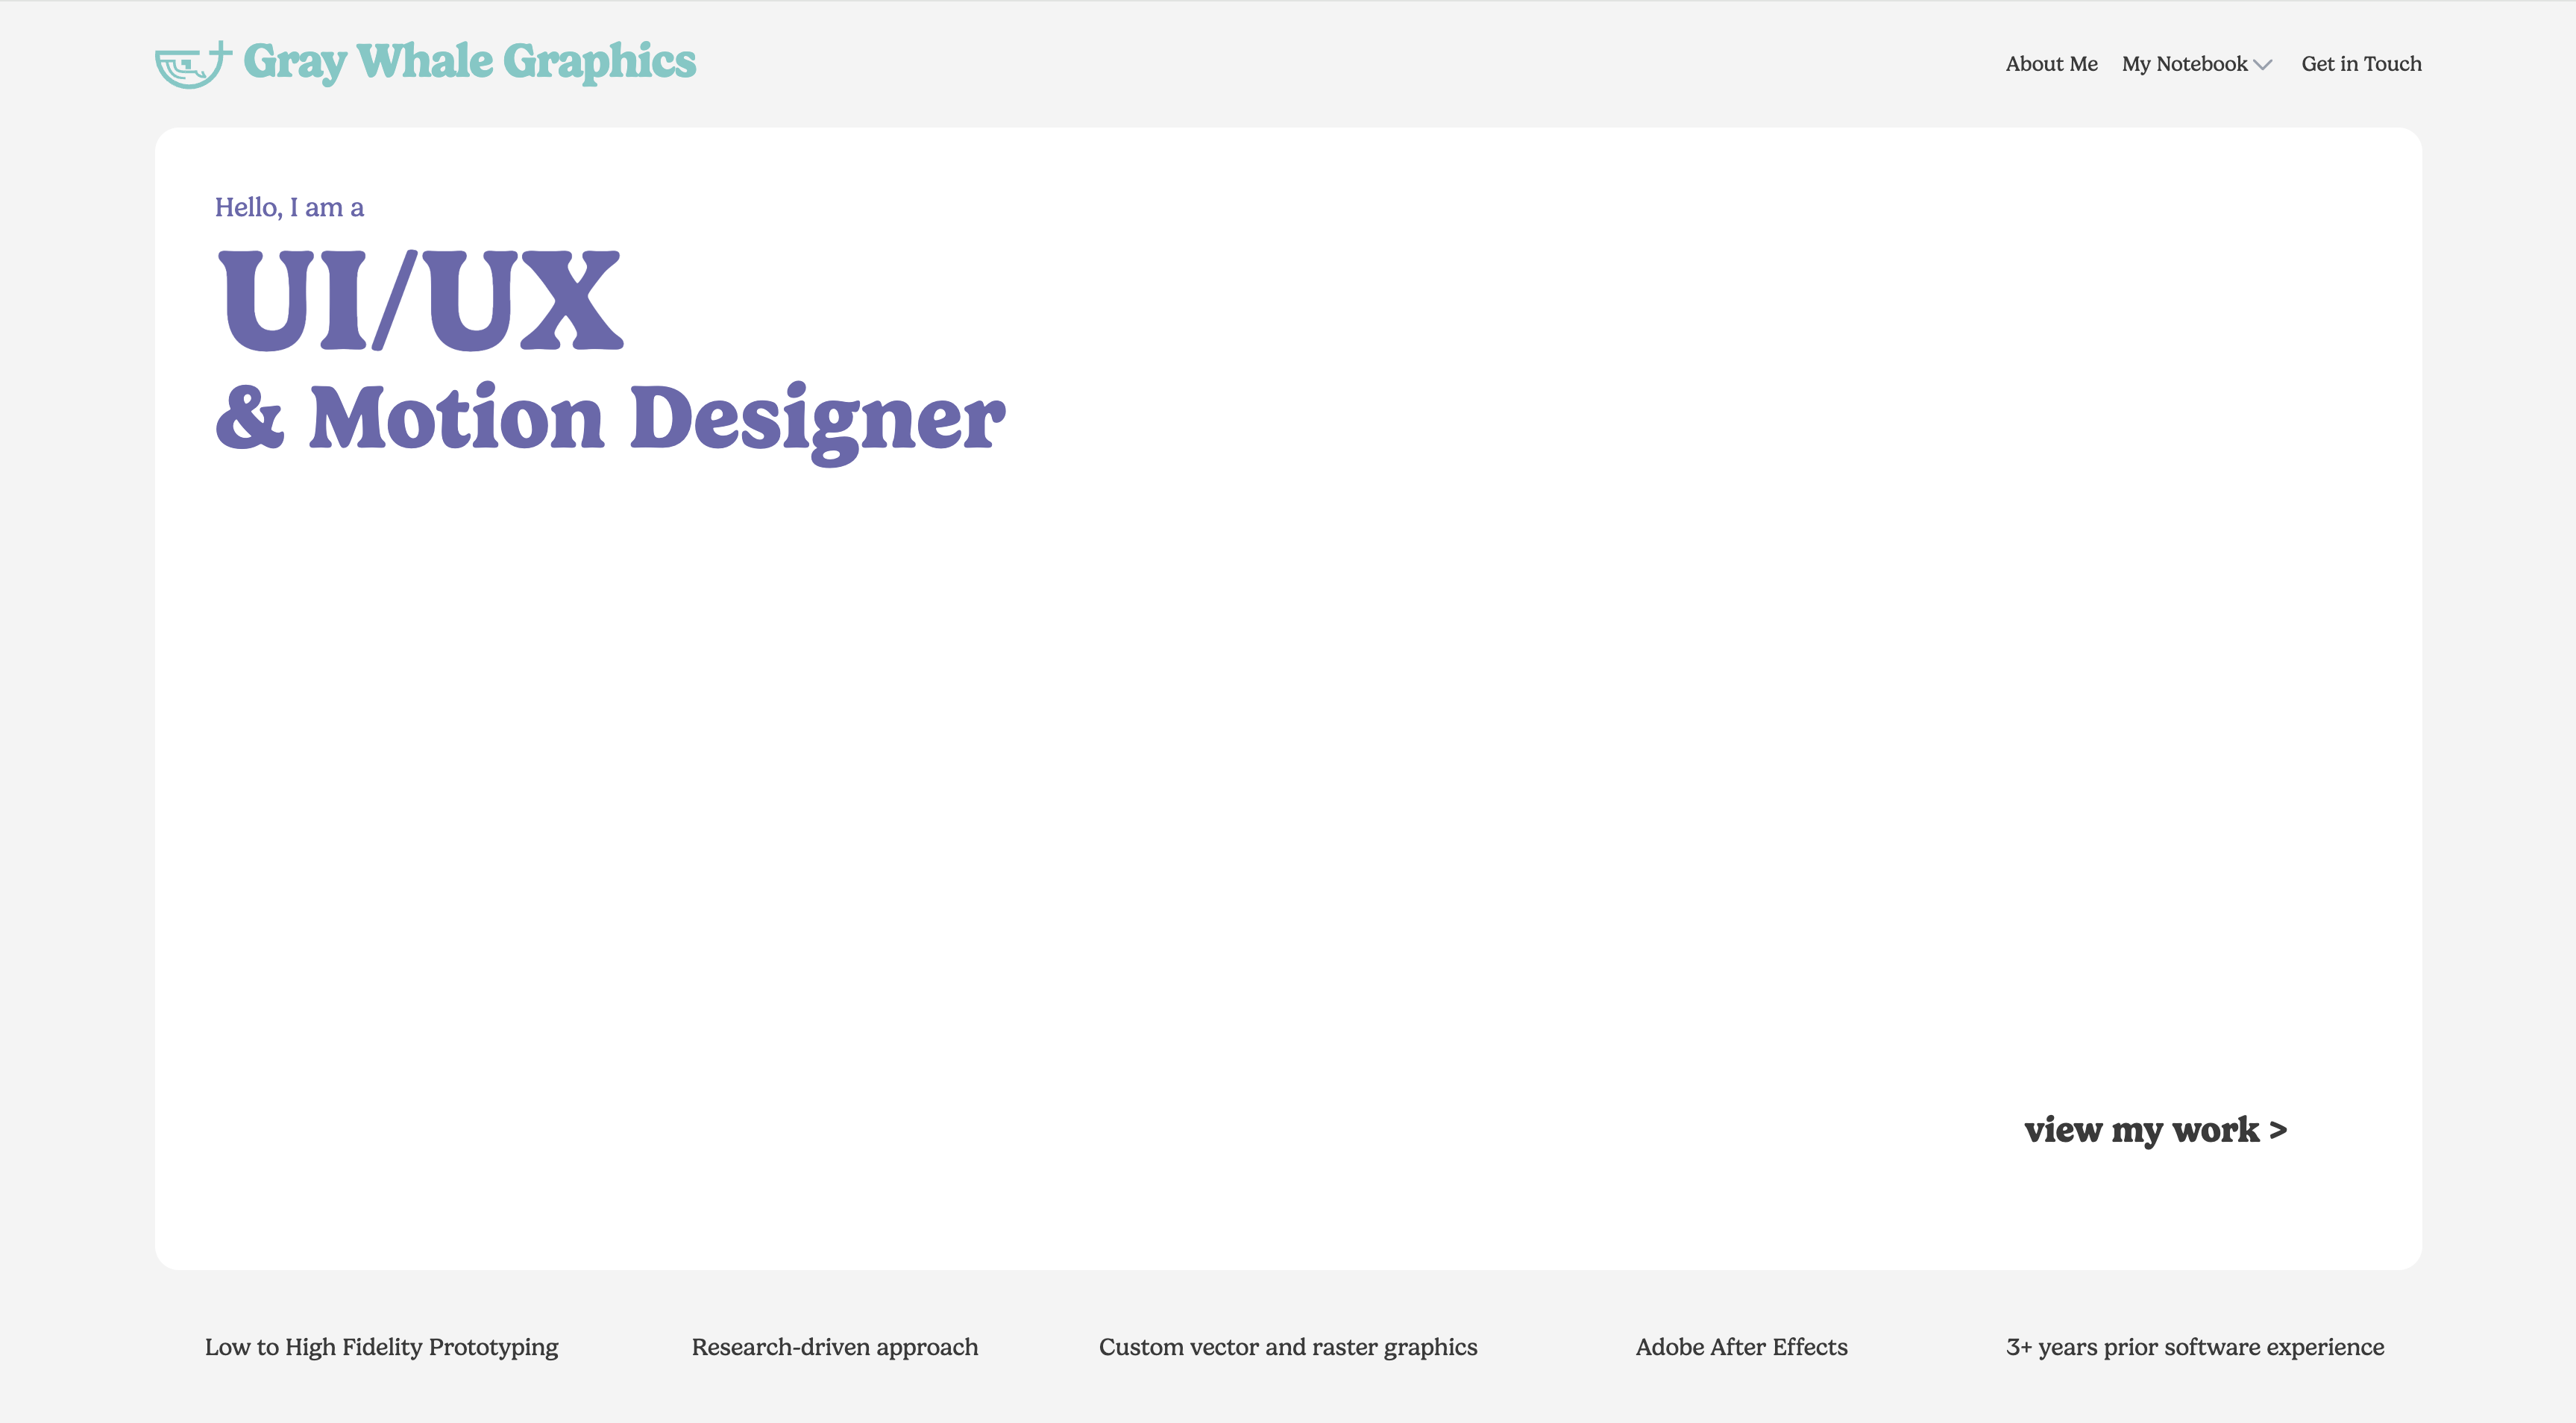 Gray Whale Graphics
About Me My Notebook Get in Touch
Hello, I am a
UI/UX
& Motion Designer
view my work >
Low to High Fidelity Prototyping Research-driven approach Custom vector and raster graphics Adobe After Effects 3+ years prior software experience